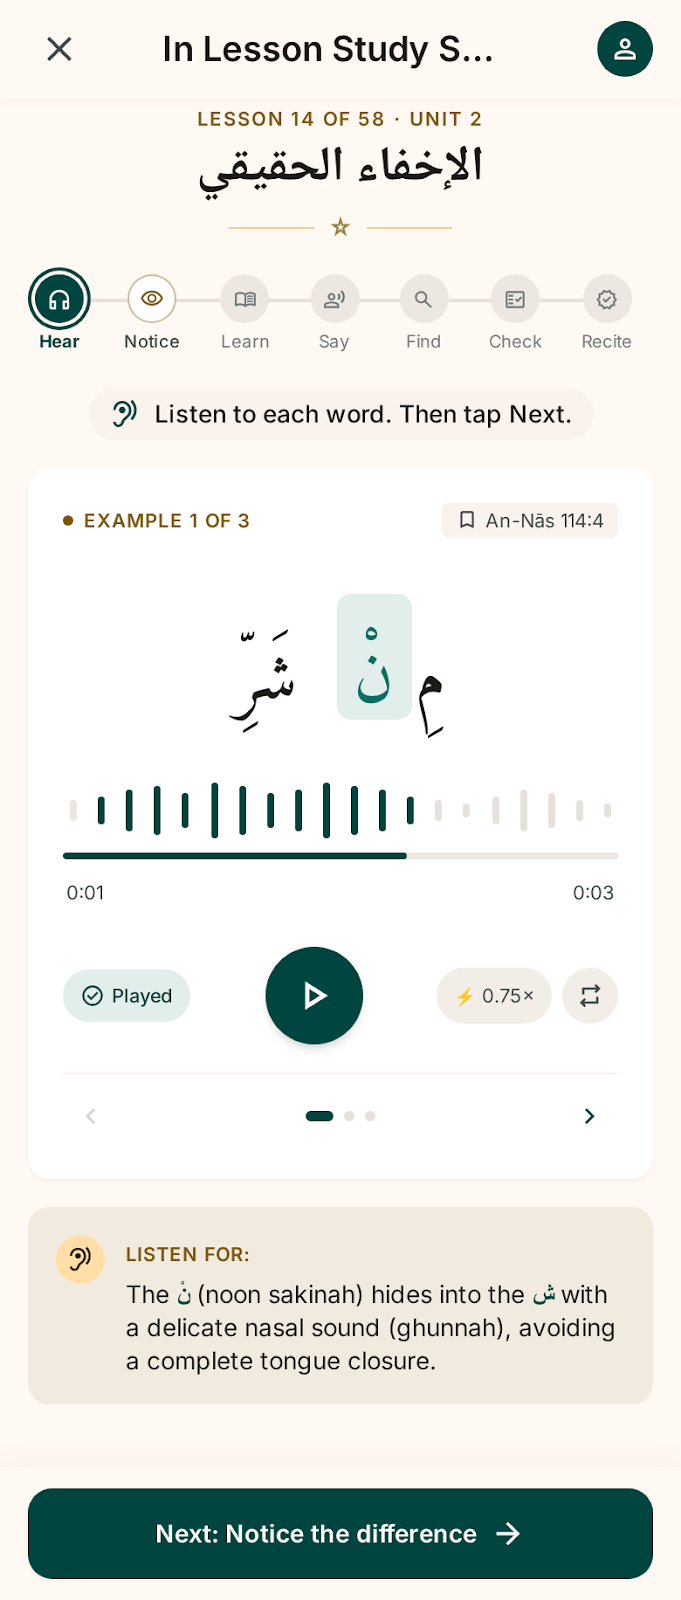 In Lesson Study S...
LESSON 14 OF 58 · UNIT 2
الإخفاء الحقيقي
Hear
Notice
Learn
Say
Find
Check
Recite
Listen to each word. Then tap Next.
EXAMPLE 1 OF 3
An-Nās 114:4
مِنْ شَرِّ
0:01
0:03
Played
⚡ 0.75×
LISTEN FOR:
The نْ (noon sakinah) hides into the ش with
a delicate nasal sound (ghunnah), avoiding
a complete tongue closure.
Next: Notice the difference →